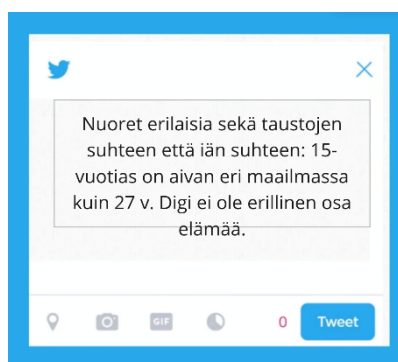 Nuoret erilaisia sekä taustojen
suhteen että iän suhteen: 15-
vuotias on aivan eri maailmassa
kuin 27 v. Digi ei ole erillinen osa
elämää.
GIF
0
Tweet